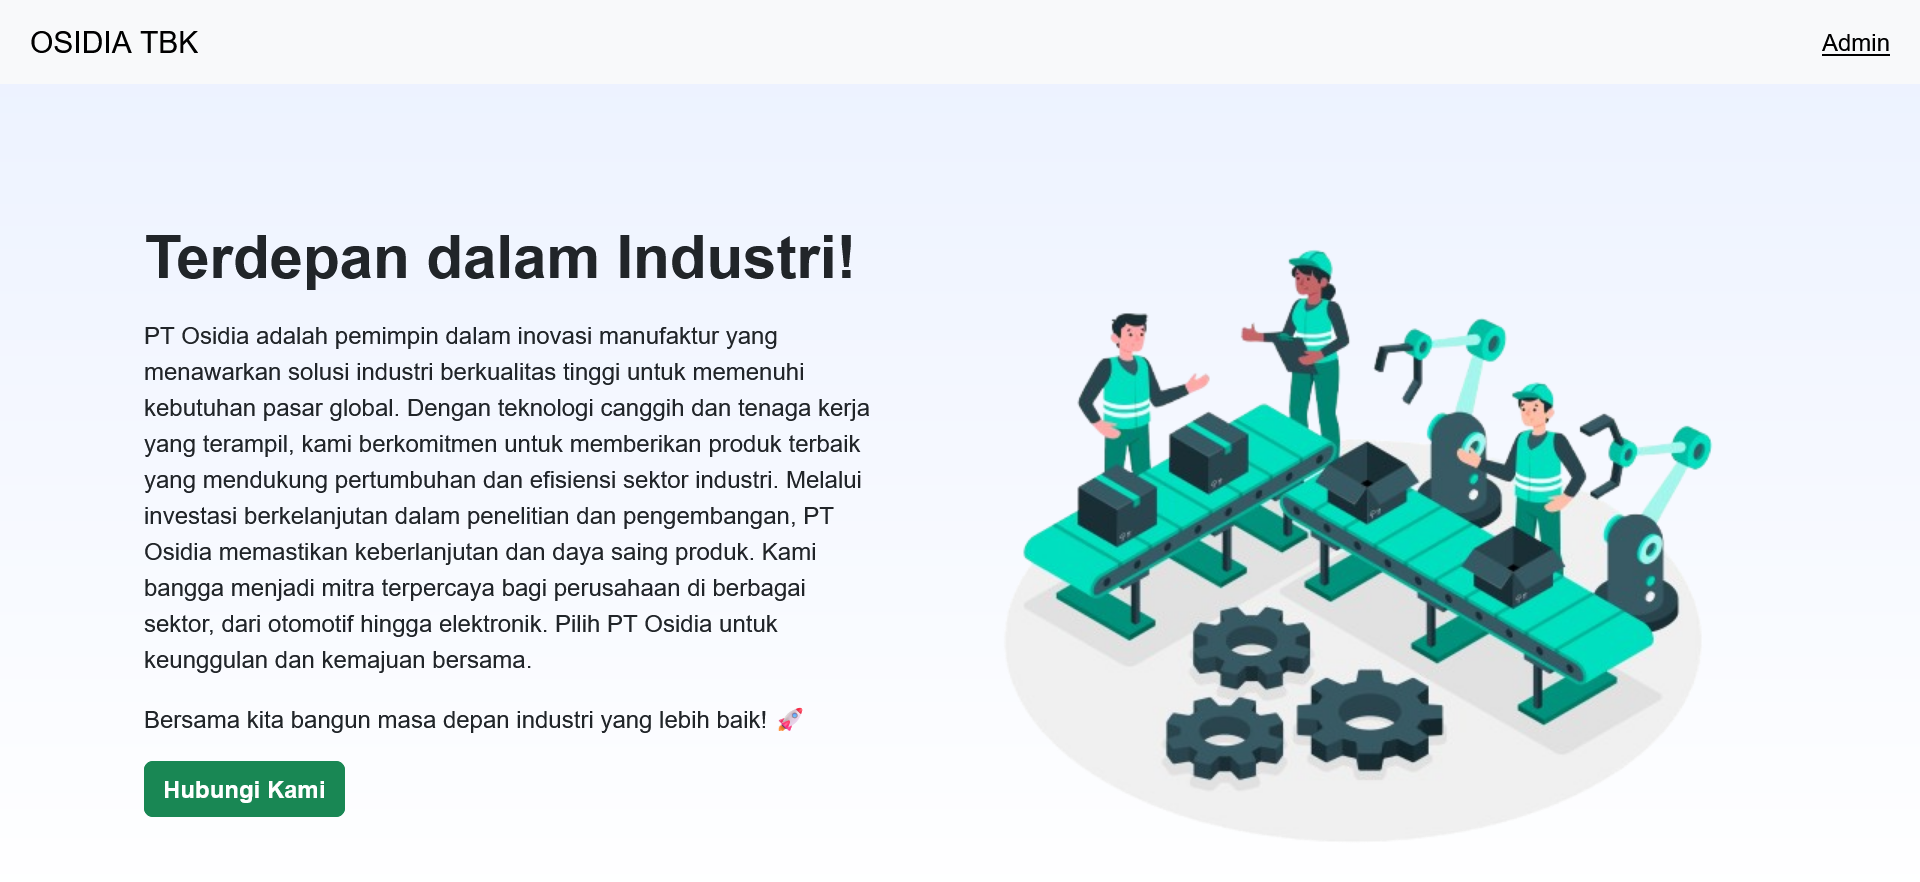 OSIDIA TBK
Admin
Terdepan dalam Industri!
PT Osidia adalah pemimpin dalam inovasi manufaktur yang
menawarkan solusi industri berkualitas tinggi untuk memenuhi
kebutuhan pasar global. Dengan teknologi canggih dan tenaga kerja
yang terampil, kami berkomitmen untuk memberikan produk terbaik
yang mendukung pertumbuhan dan efisiensi sektor industri. Melalui
investasi berkelanjutan dalam penelitian dan pengembangan, PT
Osidia memastikan keberlanjutan dan daya saing produk. Kami
bangga menjadi mitra terpercaya bagi perusahaan di berbagai
sektor, dari otomotif hingga elektronik. Pilih PT Osidia untuk
keunggulan dan kemajuan bersama.
Bersama kita bangun masa depan industri yang lebih baik! 🚀
Hubungi Kami